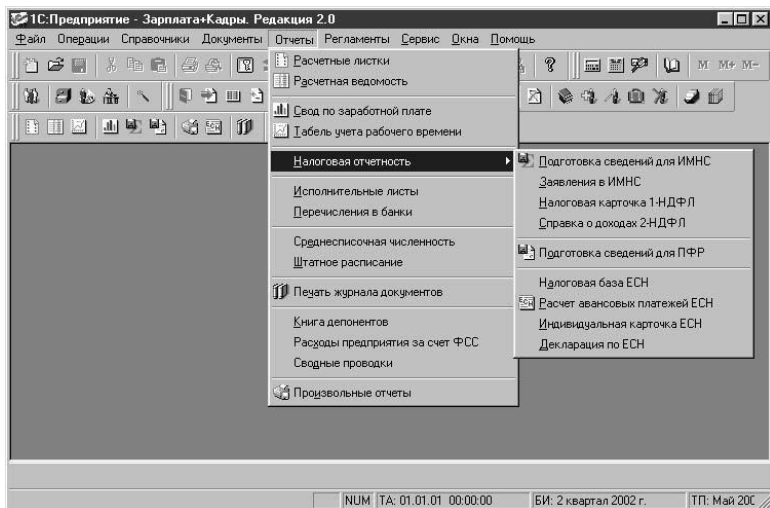 1С:Предприятие - Зарплата+Кадры. Редакция 2.0
Файл Операции Справочники Документы Отчеты Регламенты Сервис Окна Помощь
M M+ M-
Расчетные листки
Расчетная ведомость
Свод по заработной плате
Табель учета рабочего времени
Налоговая отчетность
Исполнительные листы
Перечисления в банки
Среднесписочная численность
Штатное расписание
Печать журнала документов
Книга депонентов
Расходы предприятия за счет ФСС
Сводные проводки
Произвольные отчеты
Подготовка сведений для ИМНС
Заявления в ИМНС
Налоговая карточка 1-НДФЛ
Справка о доходах 2-НДФЛ
Подготовка сведений для ПФР
Налоговая база ЕСН
Расчет авансовых платежей ЕСН
Индивидуальная карточка ЕСН
Декларация по ЕСН
NUM TA: 01.01.01 00:00:00 БИ: 2 квартал 2002 г. ТП: Май 200